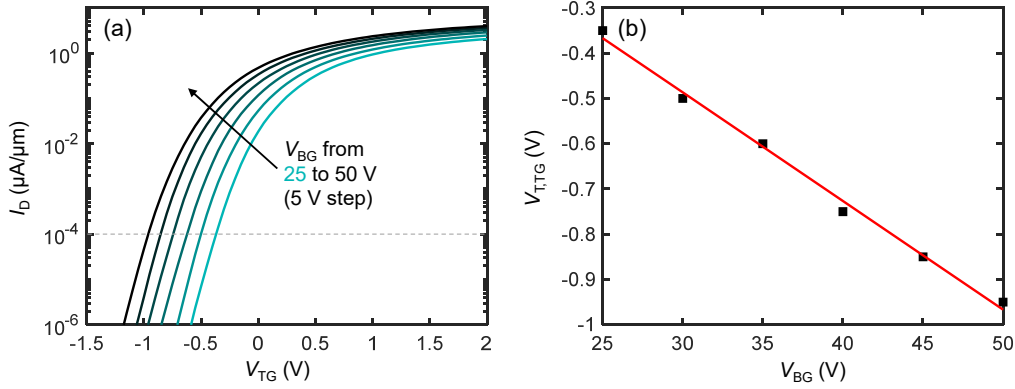 (a)
10⁰
10⁻²
10⁻⁴
10⁻⁶
I_D (μA/μm)
V_BG from
25 to 50 V
(5 V step)
-1.5 -1 -0.5 0 0.5 1 1.5 2
V_TG (V)
(b)
-0.3
-0.4
-0.5
-0.6
-0.7
-0.8
-0.9
-1
V_T,TG (V)
25 30 35 40 45 50
V_BG (V)